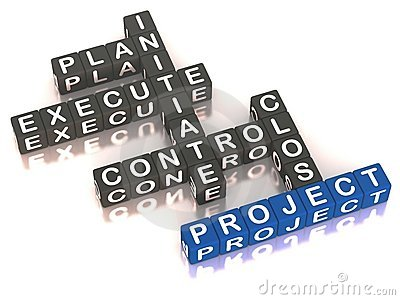 INITIATE
PLAN
EXECUTE
CLOSE
CONTROL
PROJECT
dreamstime.com